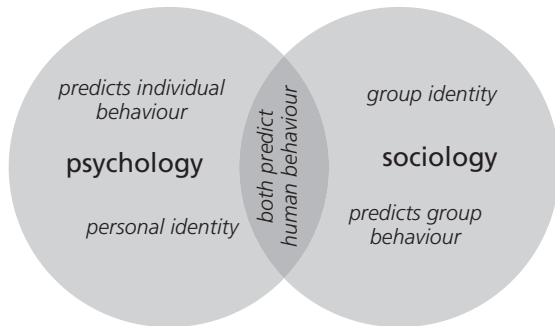 predicts individual
behaviour
psychology
personal identity
both predict
human behaviour
group identity
sociology
predicts group
behaviour